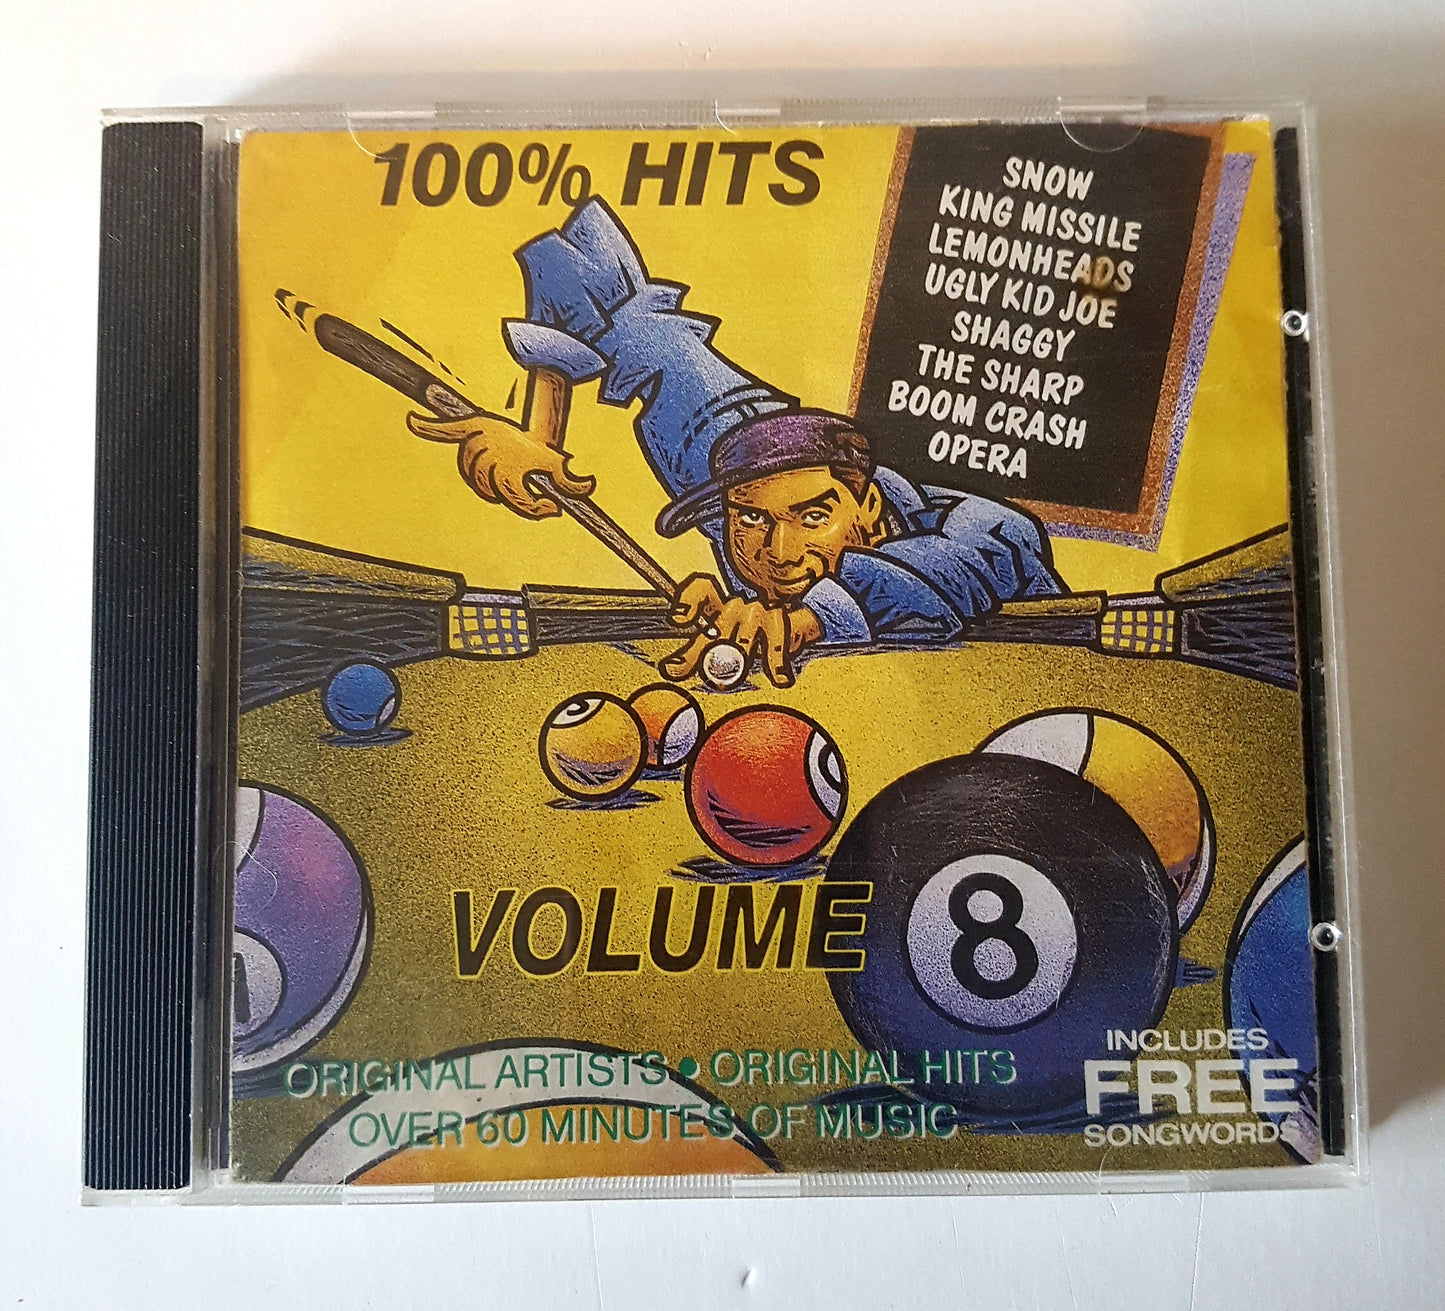 100% HITS
SNOW
KING MISSILE
LEMONHEADS
UGLY KID JOE
SHAGGY
THE SHARP
BOOM CRASH
OPERA
VOLUME 8
ORIGINAL ARTISTS • ORIGINAL HITS
OVER 60 MINUTES OF MUSIC
INCLUDES
FREE
SONGWORDS